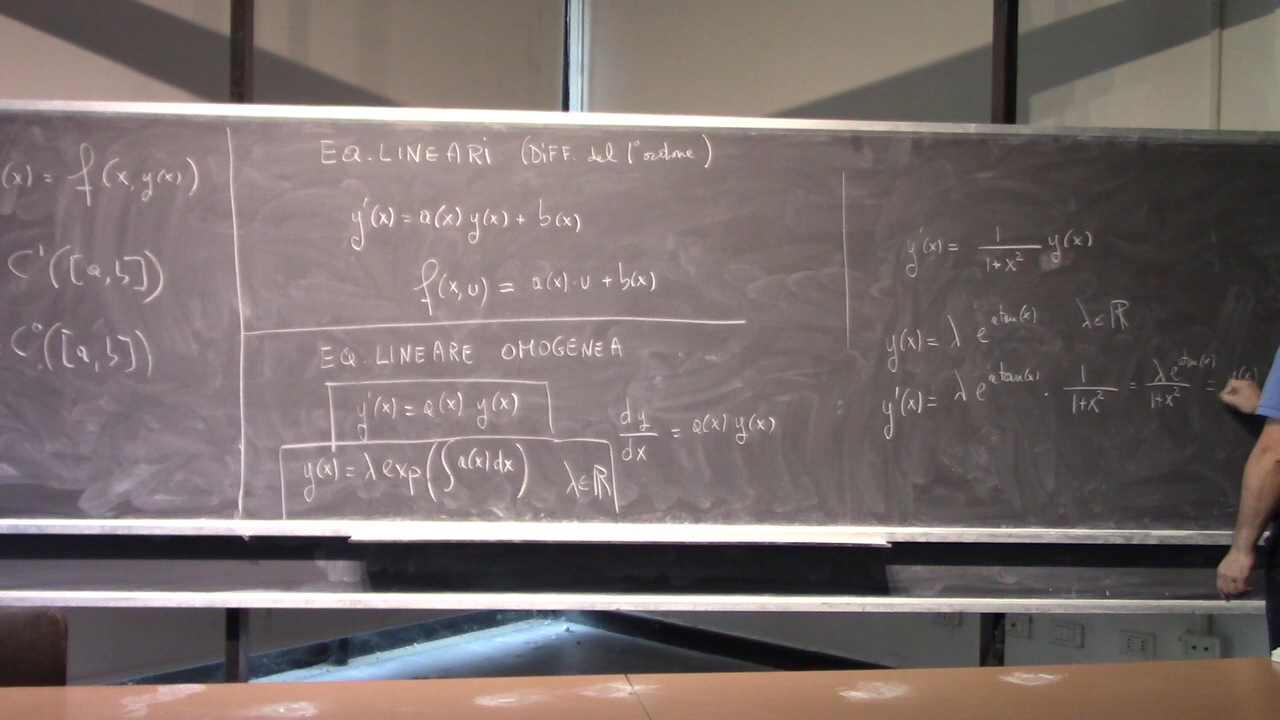 (x) = f(x, y(x))
C¹([a,b])
C⁰([a,b])
EQ. LINEARI (DIFF. del 1° ordine)
y'(x) = a(x) y(x) + b(x)
f(x, u) = a(x)·u + b(x)
EQ. LINEARE OMOGENEA
y'(x) = a(x) y(x)
dy/dx = a(x) y(x)
y(x) = λ exp(∫a(x)dx) λ∈ℝ
y'(x) = 1/(1+x²) y(x)
y(x) = λ e^{atan(x)} λ∈ℝ
y'(x) = λ e^{atan(x)} · 1/(1+x²) = λe^{atan(x)}/(1+x²) =